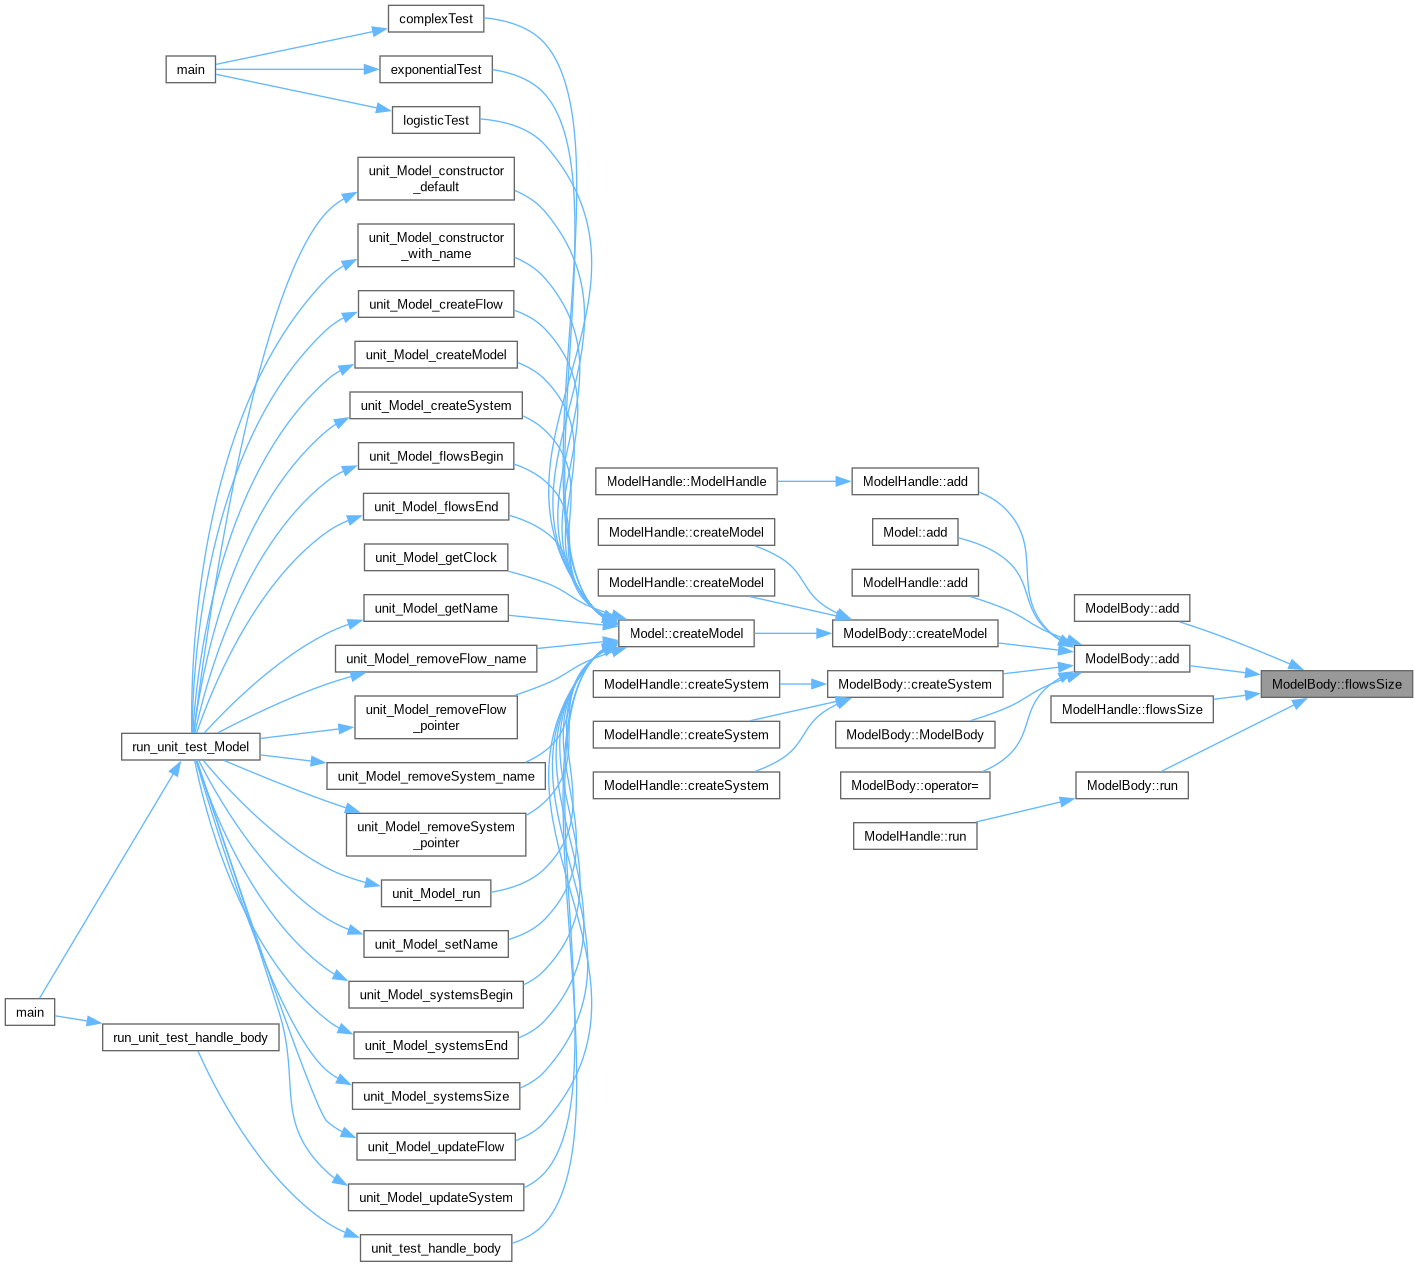 complexTest
main
exponentialTest
logisticTest
unit_Model_constructor
_default
unit_Model_constructor
_with_name
unit_Model_createFlow
unit_Model_createModel
unit_Model_createSystem
unit_Model_flowsBegin
unit_Model_flowsEnd
unit_Model_getClock
unit_Model_getName
unit_Model_removeFlow_name
unit_Model_removeFlow
_pointer
run_unit_test_Model
unit_Model_removeSystem_name
unit_Model_removeSystem
_pointer
unit_Model_run
unit_Model_setName
unit_Model_systemsBegin
main
run_unit_test_handle_body
unit_Model_systemsEnd
unit_Model_systemsSize
unit_Model_updateFlow
unit_Model_updateSystem
unit_test_handle_body
ModelHandle::ModelHandle
ModelHandle::createModel
ModelHandle::createModel
Model::createModel
ModelHandle::createSystem
ModelHandle::createSystem
ModelHandle::createSystem
ModelHandle::add
Model::add
ModelHandle::add
ModelBody::createModel
ModelBody::createSystem
ModelBody::ModelBody
ModelBody::operator=
ModelHandle::run
ModelBody::add
ModelBody::add
ModelHandle::flowsSize
ModelBody::run
ModelBody::flowsSize